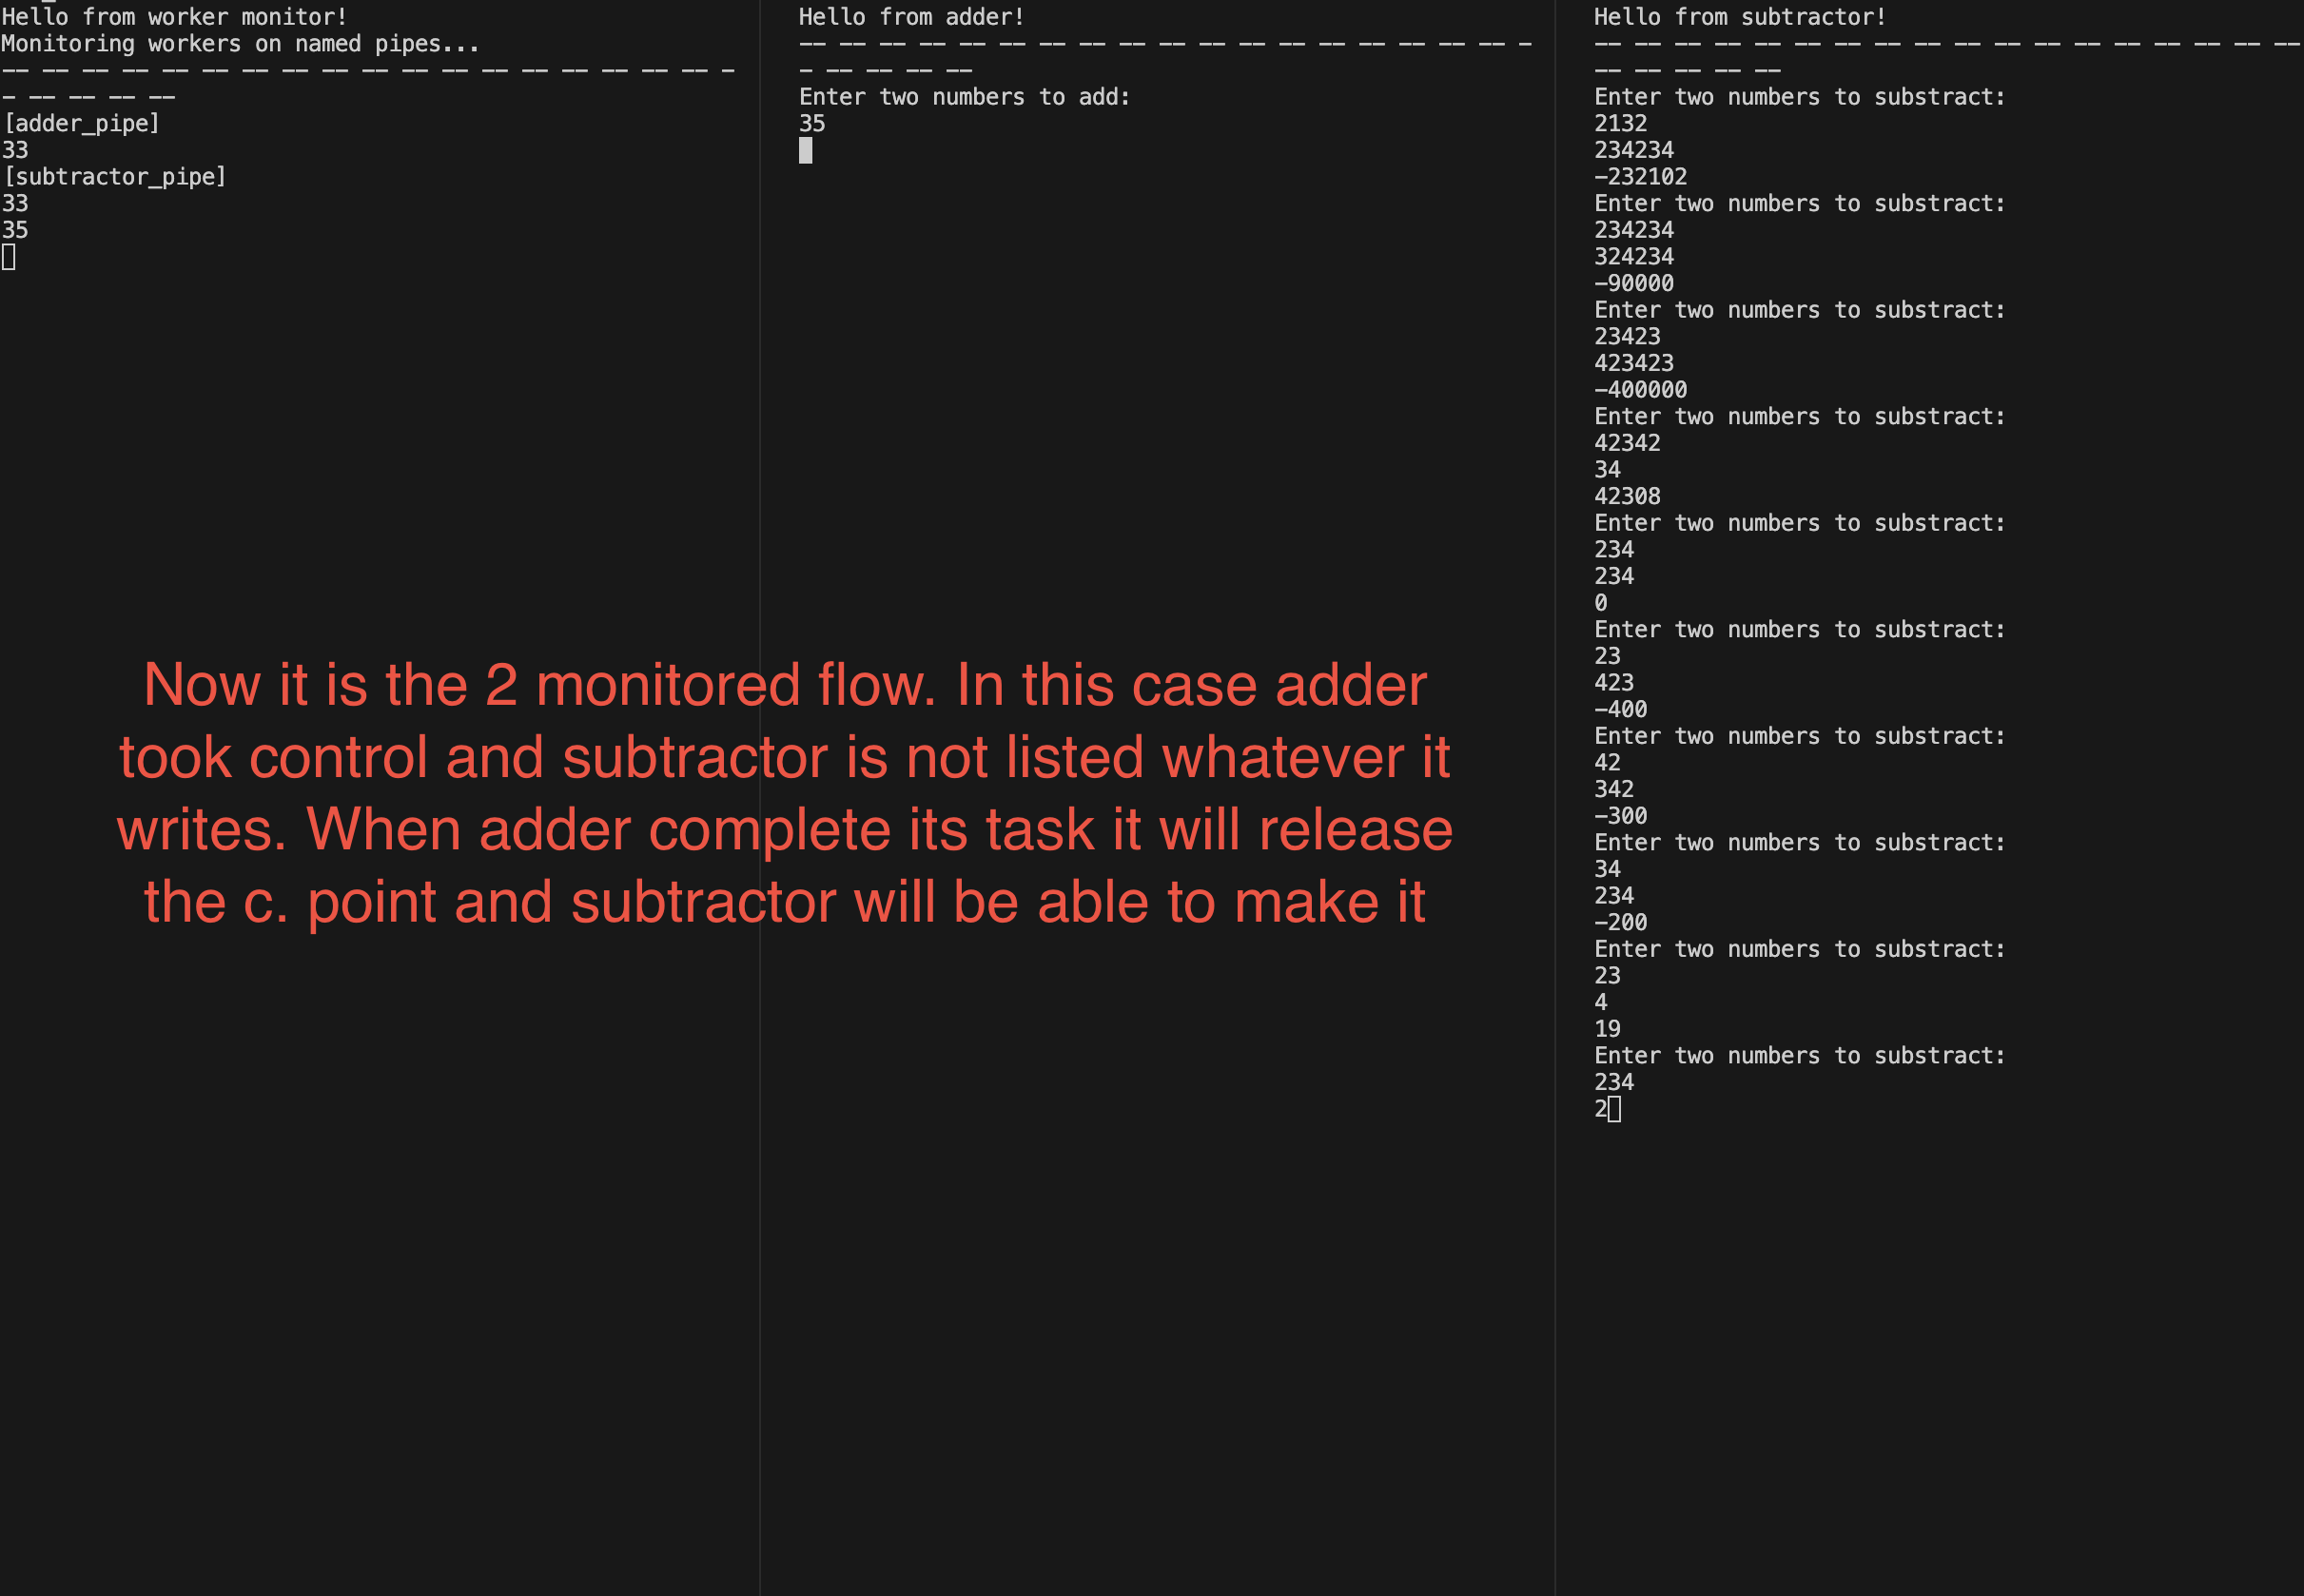 Hello from worker monitor!
Monitoring workers on named pipes...
-- -- -- -- -- -- -- -- -- -- -- -- -- -- -- -- -- -- -
- -- -- -- --
[adder_pipe]
33
[subtractor_pipe]
33
35
Hello from adder!
-- -- -- -- -- -- -- -- -- -- -- -- -- -- -- -- -- -- -
- -- -- -- --
Enter two numbers to add:
35
Hello from subtractor!
-- -- -- -- -- -- -- -- -- -- -- -- -- -- -- -- -- --
-- -- -- -- --
Enter two numbers to substract:
2132
234234
-232102
Enter two numbers to substract:
234234
324234
-90000
Enter two numbers to substract:
23423
423423
-400000
Enter two numbers to substract:
42342
34
42308
Enter two numbers to substract:
234
234
0
Enter two numbers to substract:
23
423
-400
Enter two numbers to substract:
42
342
-300
Enter two numbers to substract:
34
234
-200
Enter two numbers to substract:
23
4
19
Enter two numbers to substract:
234
2
Now it is the 2 monitored flow. In this case adder
took control and subtractor is not listed whatever it
writes. When adder complete its task it will release
the c. point and subtractor will be able to make it